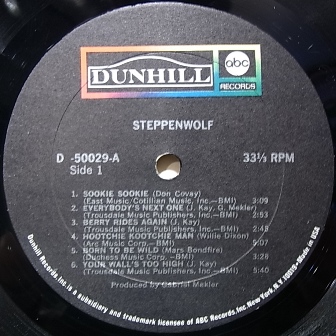 DUNHILL
abc
RECORDS
STEPPENWOLF
D -50029-A
33⅓ RPM
Side 1
1. SOOKIE SOOKIE (Don Covay)
(East Music/Cotillian Music, Inc.—BMI) 3:09
2. EVERYBODY'S NEXT ONE (J. Kay, G. Mekler)
(Trousdale Music Publishers, Inc.—BMI) 2:53
3. BERRY RIDES AGAIN (J. Kay)
(Trousdale Music Publishers, Inc.—BMI) 2:45
4. HOOTCHIE KOOTCHIE MAN (Willie Dixon)
(Arc Music Corp.—BMI) 5:07
5. BORN TO BE WILD (Mars Bonfire)
(Duchess Music Corp.—BMI) 3:28
6. YOUR WALL'S TOO HIGH (J. Kay)
(Trousdale Music Publishers, Inc.—BMI) 5:40
Produced by Gabriel Mekler
Dunhill Records, Inc. is a subsidiary and trademark licensee of ABC Records, Inc. New York, N.Y. 10019 • Made in USA